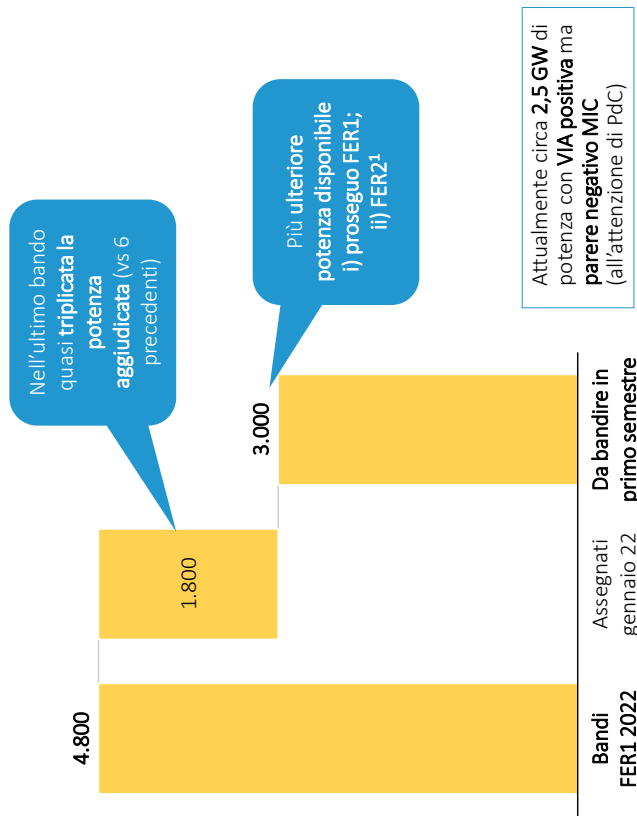 Nell'ultimo bando
quasi triplicata la
potenza
aggiudicata (vs 6
precedenti)
4.800
1.800
3.000
Più ulteriore
potenza disponibile
i) proseguo FER1;
ii) FER2¹
Bandi
FER1 2022
Assegnati
gennaio 22
Da bandire in
primo semestre
Attualmente circa 2,5 GW di
potenza con VIA positiva ma
parere negativo MIC
(all'attenzione di PdC)